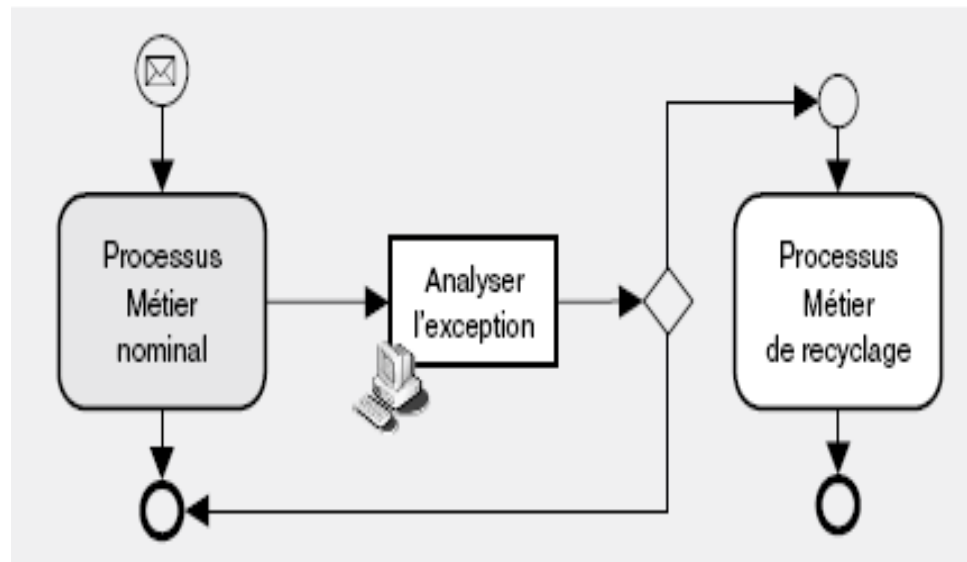 Processus
Métier
nominal
Analyser
l'exception
Processus
Métier
de recyclage